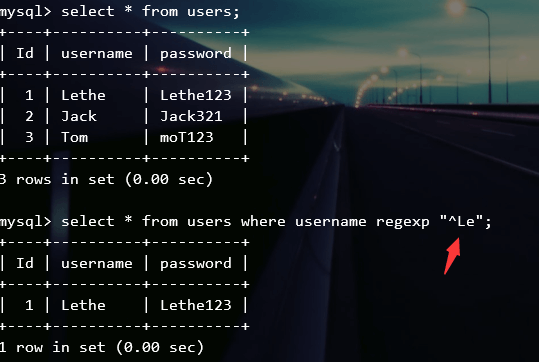 mysql> select * from users;
+----+----------+----------+
| Id | username | password |
+----+----------+----------+
|  1 | Lethe    | Lethe123 |
|  2 | Jack     | Jack321  |
|  3 | Tom      | moT123   |
+----+----------+----------+
3 rows in set (0.00 sec)
mysql> select * from users where username regexp "^Le";
+----+----------+----------+
| Id | username | password |
+----+----------+----------+
|  1 | Lethe    | Lethe123 |
+----+----------+----------+
1 row in set (0.00 sec)